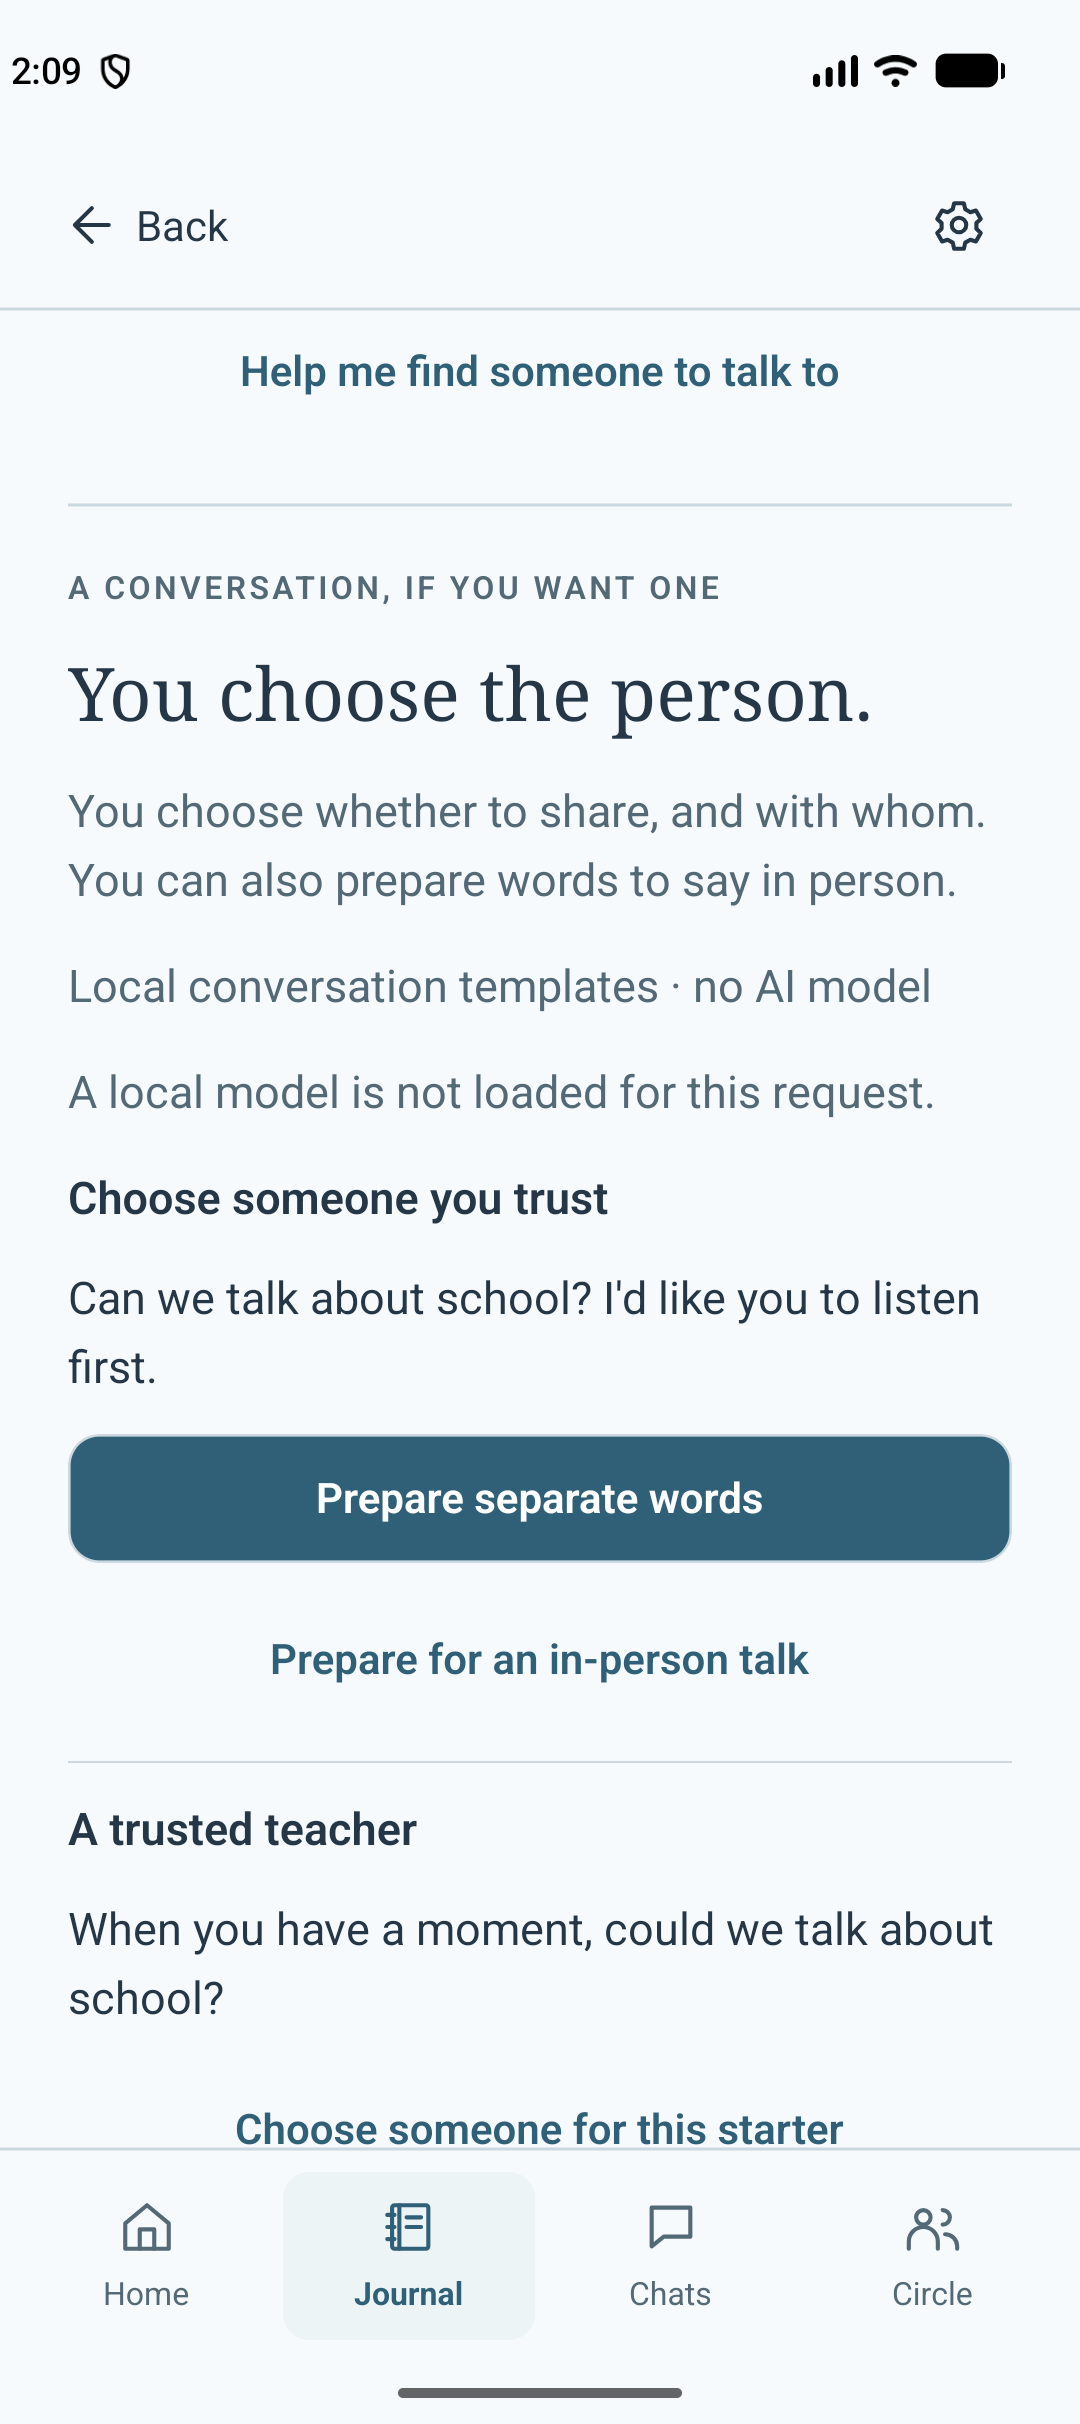 2:09
Back
Help me find someone to talk to
A CONVERSATION, IF YOU WANT ONE
You choose the person.
You choose whether to share, and with whom.
You can also prepare words to say in person.
Local conversation templates · no AI model
A local model is not loaded for this request.
Choose someone you trust
Can we talk about school? I'd like you to listen
first.
Prepare separate words
Prepare for an in-person talk
A trusted teacher
When you have a moment, could we talk about
school?
Choose someone for this starter
Home
Journal
Chats
Circle